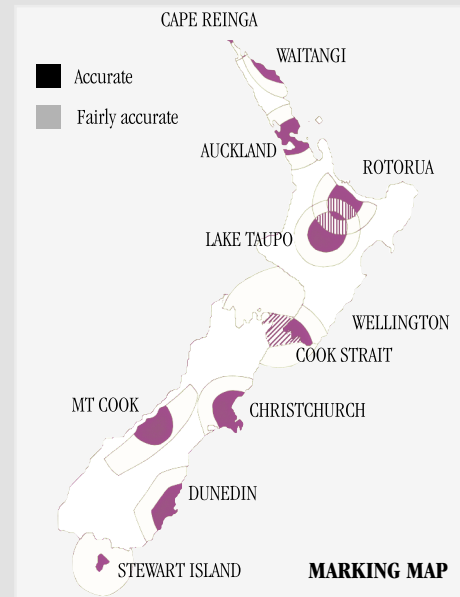 CAPE REINGA
WAITANGI
Accurate
Fairly accurate
AUCKLAND
ROTORUA
LAKE TAUPO
WELLINGTON
COOK STRAIT
MT COOK
CHRISTCHURCH
DUNEDIN
STEWART ISLAND
MARKING MAP